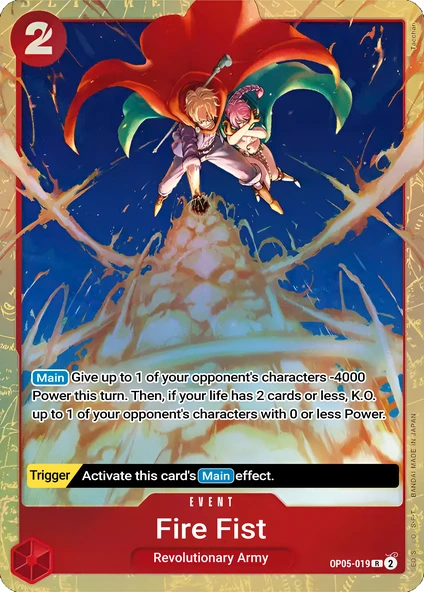 2
Tacchan
Main Give up to 1 of your opponent's characters -4000
Power this turn. Then, if your life has 2 cards or less, K.O.
up to 1 of your opponent's characters with 0 or less Power.
Trigger Activate this card's Main effect.
EVENT
Fire Fist
Revolutionary Army
OP05-019 R 2
BANDAI MADE IN JAPAN